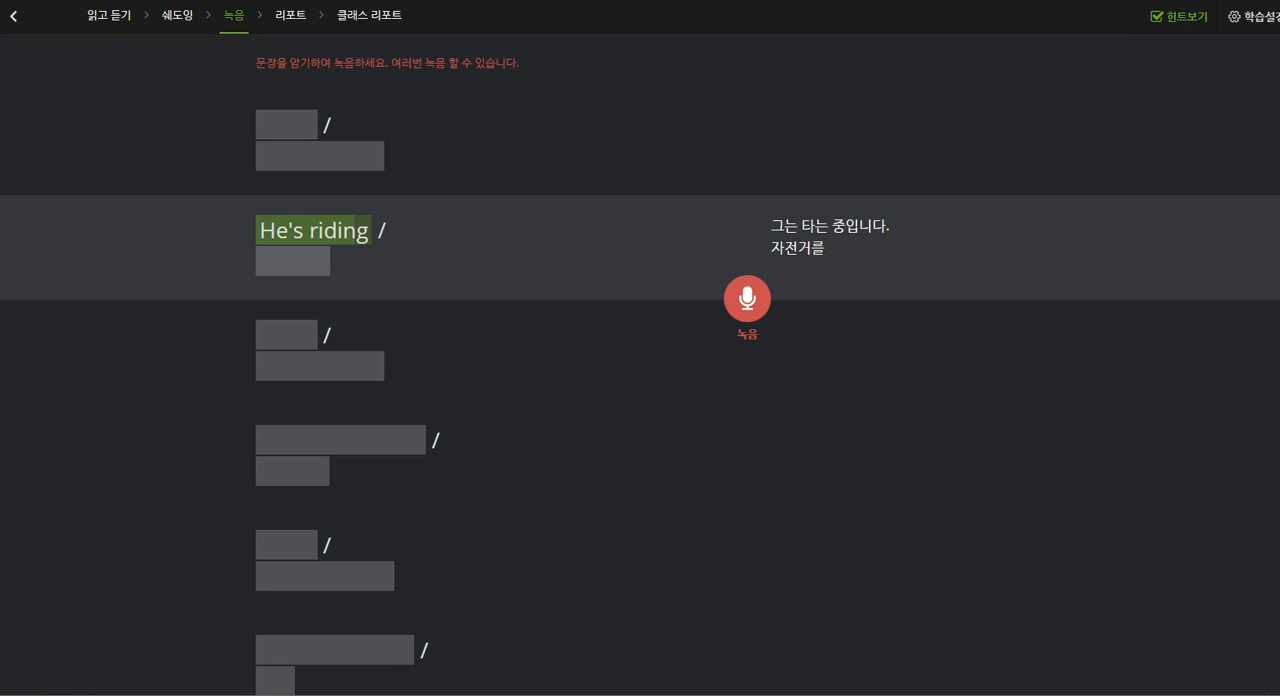 읽고 듣기 > 쉐도잉 > 녹음 > 리포트 > 클래스 리포트
힌트보기
학습설정
문장을 암기하여 녹음하세요. 여러번 녹음 할 수 있습니다.
/
He's riding /
그는 타는 중입니다.
자전거를
녹음
/
/
/
/